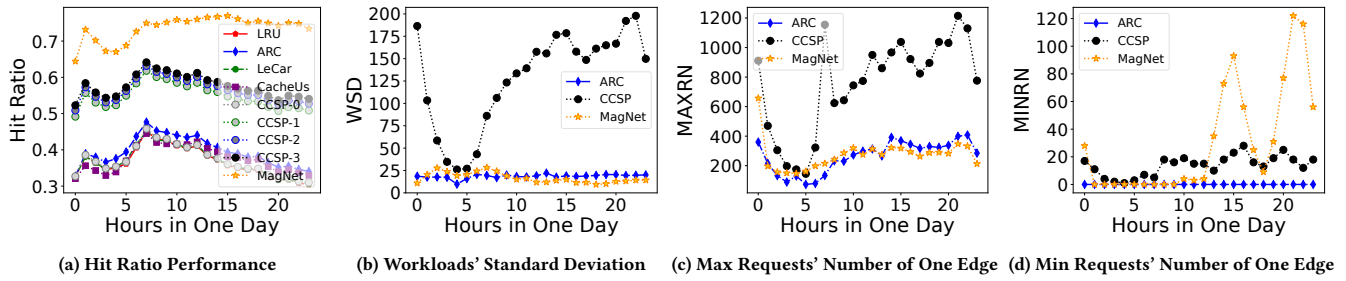 0.7
0.6
0.5
0.4
0.3
Hit Ratio
LRU
ARC
LeCar
CacheUs
CCSP-0
CCSP-1
CCSP-2
CCSP-3
MagNet
0 5 10 15 20
Hours in One Day
(a) Hit Ratio Performance
200
175
150
125
100
75
50
25
0
WSD
ARC
CCSP
MagNet
0 5 10 15 20
Hours in One Day
(b) Workloads' Standard Deviation
1200
1000
800
600
400
200
MAXRN
ARC
CCSP
MagNet
0 5 10 15 20
Hours in One Day
(c) Max Requests' Number of One Edge
120
100
80
60
40
20
0
MINRN
ARC
CCSP
MagNet
0 5 10 15 20
Hours in One Day
(d) Min Requests' Number of One Edge